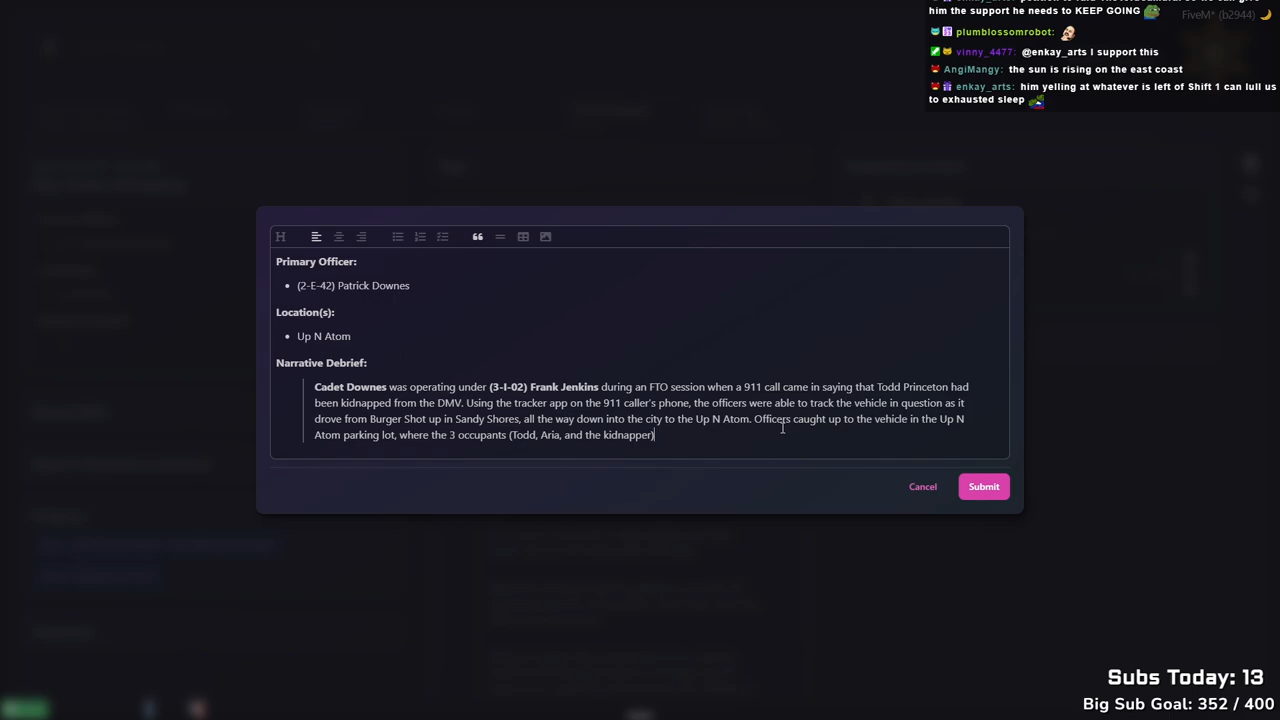 him the support he needs to KEEP GOING
FiveM* (b2944)
plumblossomrobot:
vinny_4477: @enkay_arts I support this
AngiMangy: the sun is rising on the east coast
enkay_arts: him yelling at whatever is left of Shift 1 can lull us
to exhausted sleep
Primary Officer:
(2-E-42) Patrick Downes
Location(s):
Up N Atom
Narrative Debrief:
Cadet Downes was operating under (3-I-02) Frank Jenkins during an FTO session when a 911 call came in saying that Todd Princeton had
been kidnapped from the DMV. Using the tracker app on the 911 caller's phone, the officers were able to track the vehicle in question as it
drove from Burger Shot up in Sandy Shores, all the way down into the city to the Up N Atom. Officers caught up to the vehicle in the Up N
Atom parking lot, where the 3 occupants (Todd, Aria, and the kidnapper)
Cancel
Submit
Subs Today: 13
Big Sub Goal: 352 / 400